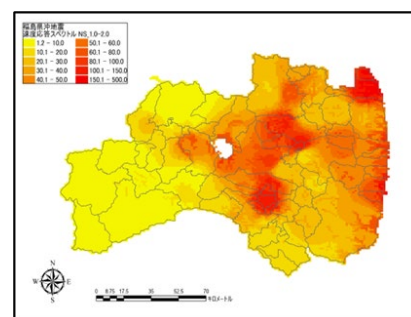 福島県沖地震
速度応答スペクトル NS_1.0-2.0
1.2 - 10.0
10.1 - 20.0
20.1 - 30.0
30.1 - 40.0
40.1 - 50.0
50.1 - 60.0
60.1 - 80.0
80.1 - 100.0
100.1 - 150.0
150.1 - 500.0
N
W E
S
0 8.75 17.5 35 52.5 70
キロメートル